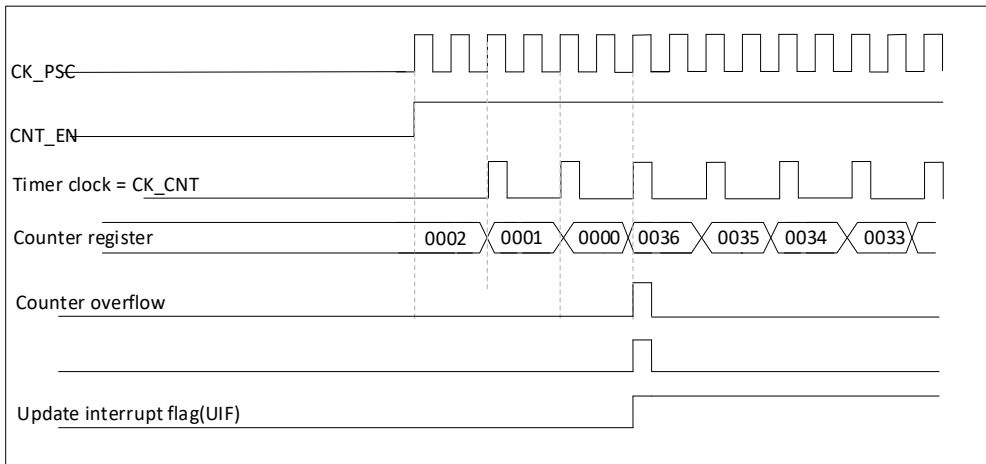 CK_PSC
CNT_EN
Timer clock = CK_CNT
Counter register 0002 0001 0000 0036 0035 0034 0033
Counter overflow
Update interrupt flag(UIF)